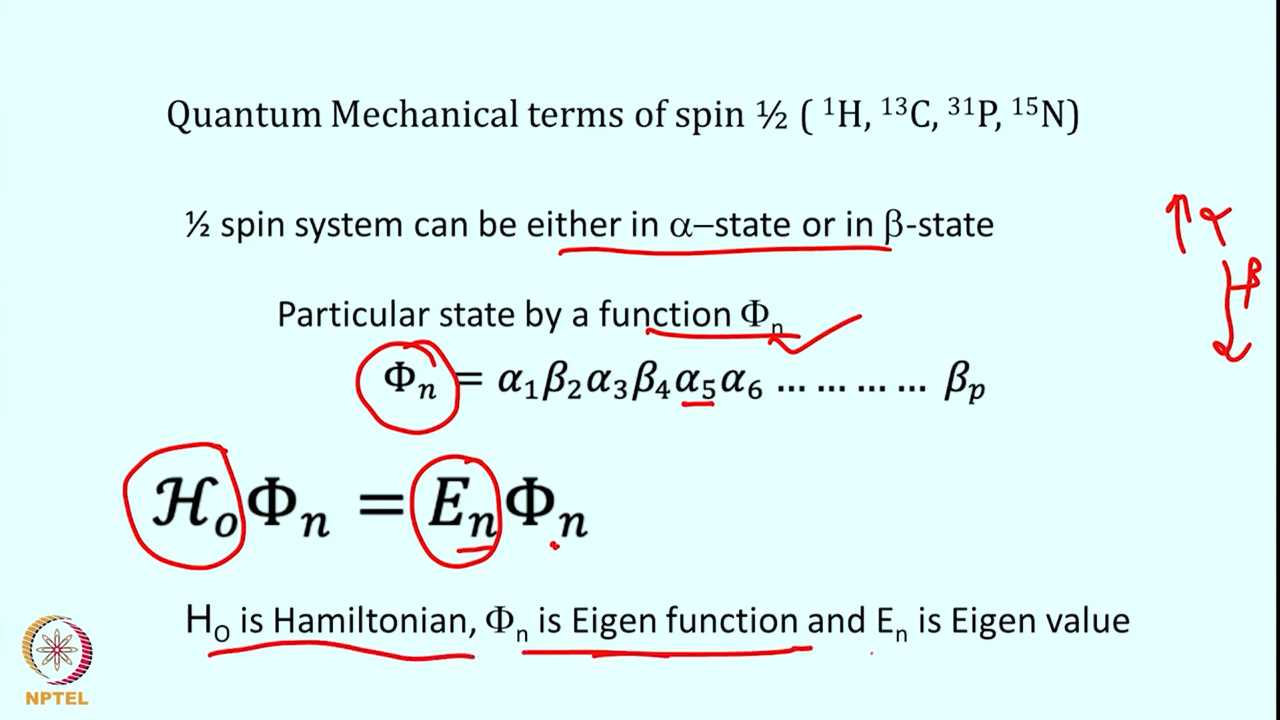 Quantum Mechanical terms of spin ½ ( ¹H, ¹³C, ³¹P, ¹⁵N)
½ spin system can be either in α–state or in β-state
↑ α
↓ β
Particular state by a function Φₙ
Φₙ = α₁β₂α₃β₄α₅α₆ … … … … βₚ
ℋₒΦₙ = EₙΦₙ
H₀ is Hamiltonian, Φₙ is Eigen function and Eₙ is Eigen value
NPTEL